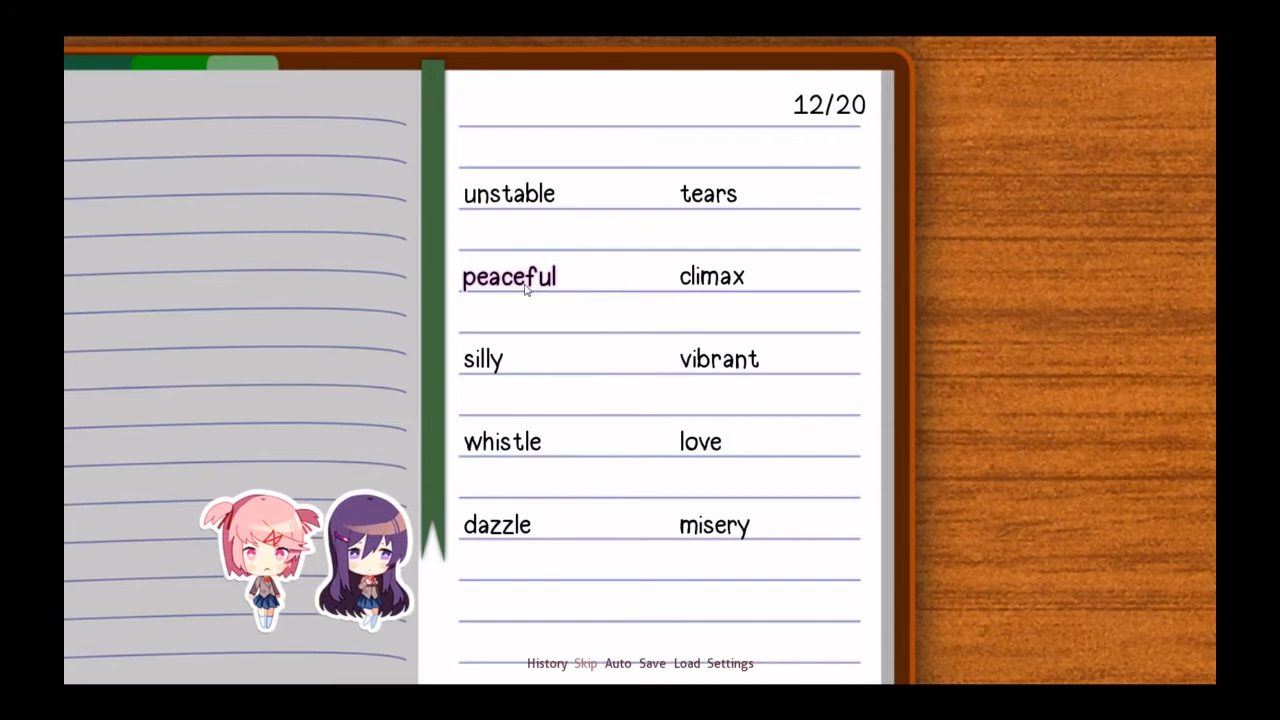 12/20
unstable tears
peaceful climax
silly vibrant
whistle love
dazzle misery
History Skip Auto Save Load Settings